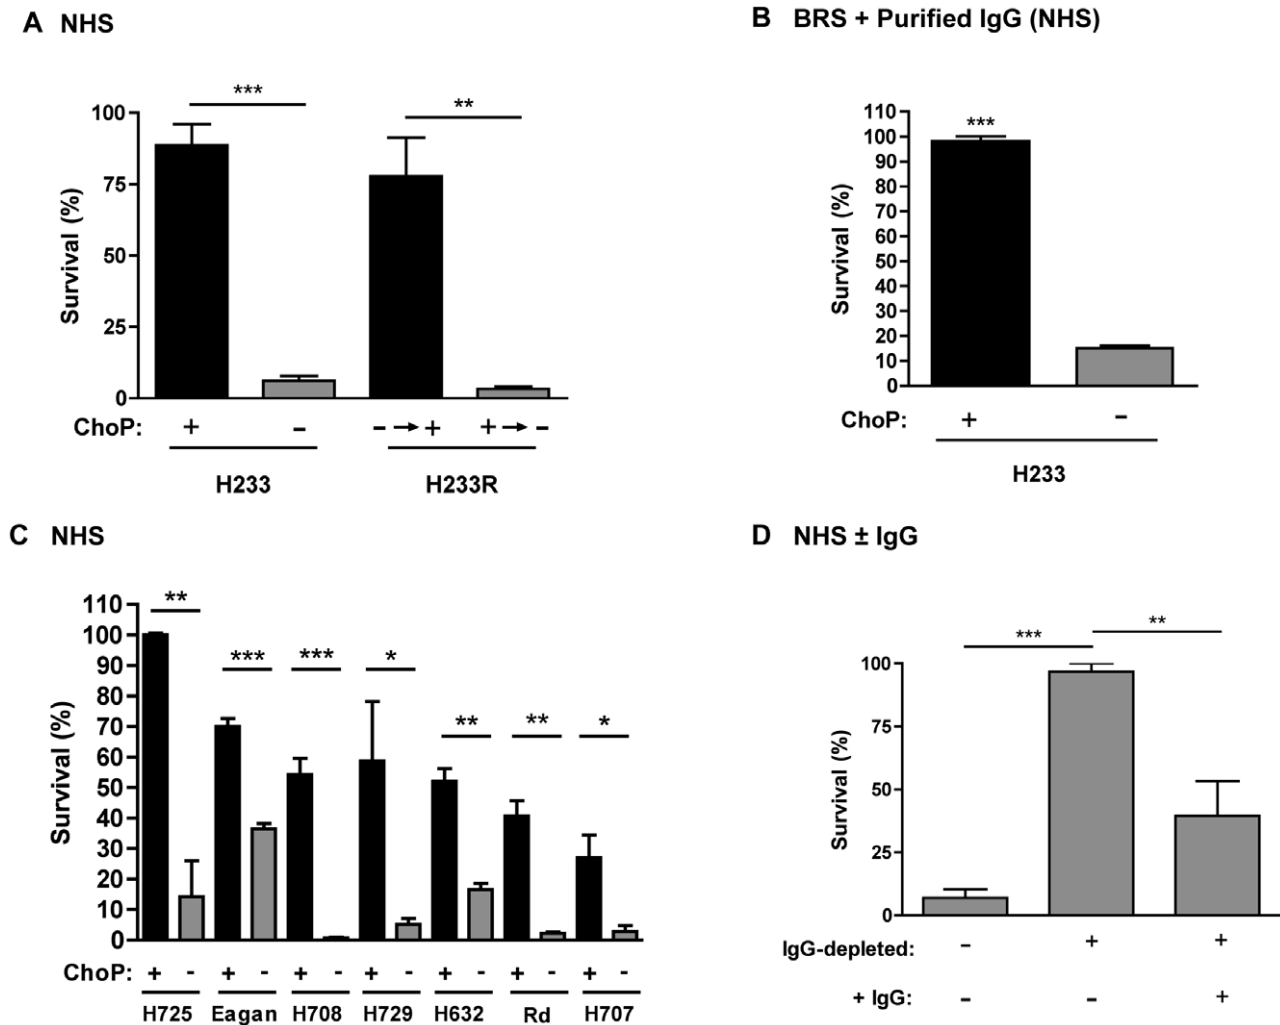 A NHS
***
**
100
75
50
25
0
Survival (%)
ChoP: + - - → + + → -
H233 H233R
B BRS + Purified IgG (NHS)
***
110
100
90
80
70
60
50
40
30
20
10
0
Survival (%)
ChoP: + -
H233
C NHS
**
***
***
*
**
**
*
110
100
90
80
70
60
50
40
30
20
10
0
Survival (%)
ChoP: + - + - + - + - + - + - + -
H725 Eagan H708 H729 H632 Rd H707
D NHS ± IgG
***
**
100
75
50
25
0
Survival (%)
IgG-depleted: - + +
+ IgG: - - +